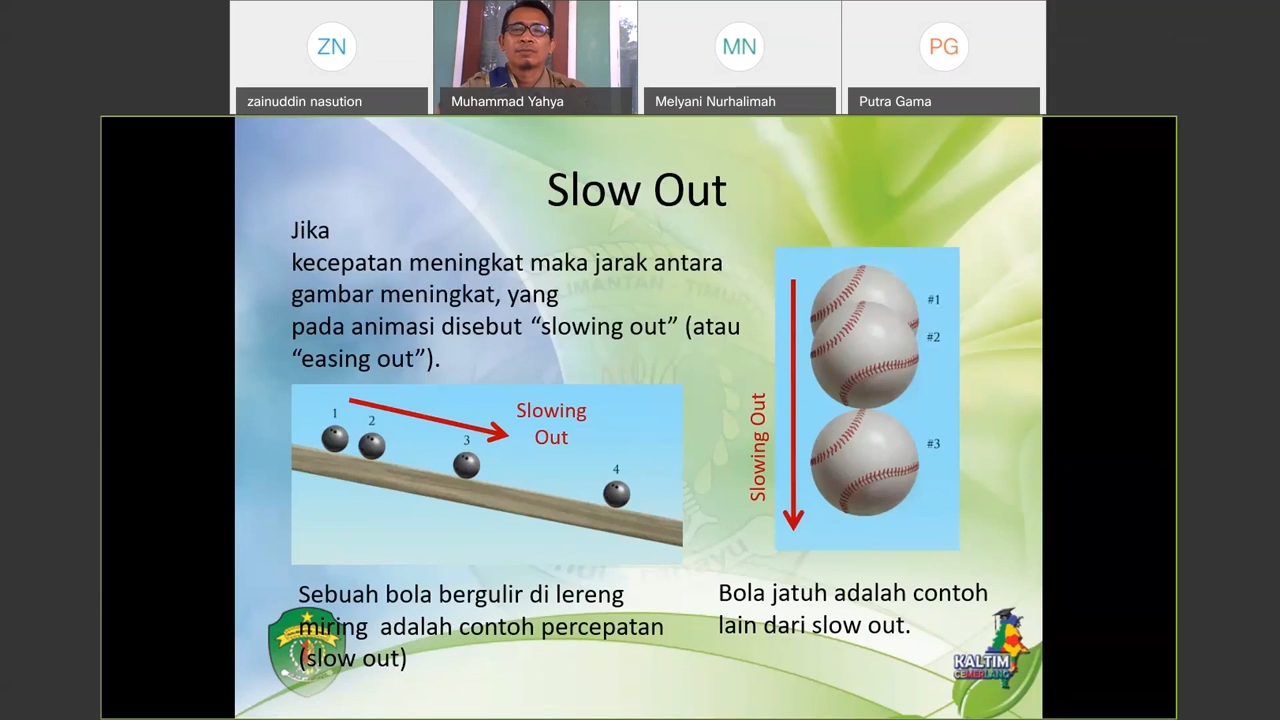 ZN
MN
PG
zainuddin nasution
Muhammad Yahya
Melyani Nurhalimah
Putra Gama
Slow Out
Jika
kecepatan meningkat maka jarak antara
gambar meningkat, yang
pada animasi disebut “slowing out” (atau
“easing out”).
1
2
3
4
Slowing
Out
Slowing Out
#1
#2
#3
Sebuah bola bergulir di lereng
miring adalah contoh percepatan
(slow out)
Bola jatuh adalah contoh
lain dari slow out.
KALTIM
CEMERLANG